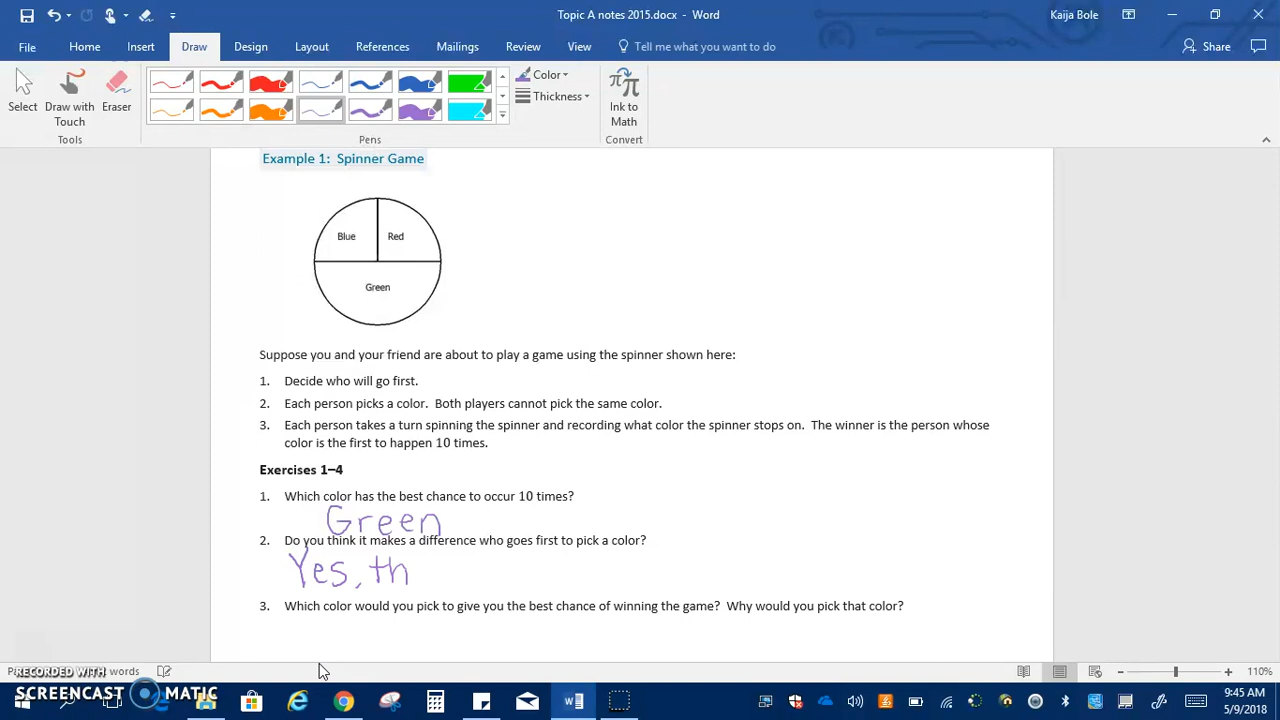 Topic A notes 2015.docx - Word
Kaija Bole
File Home Insert Draw Design Layout References Mailings Review View Tell me what you want to do Share
Select Draw with Touch Eraser
Color
Thickness
Ink to Math
Tools Pens Convert
Example 1: Spinner Game
Blue Red
Green
Suppose you and your friend are about to play a game using the spinner shown here:
1. Decide who will go first.
2. Each person picks a color. Both players cannot pick the same color.
3. Each person takes a turn spinning the spinner and recording what color the spinner stops on. The winner is the person whose
color is the first to happen 10 times.
Exercises 1–4
1. Which color has the best chance to occur 10 times?
Green
2. Do you think it makes a difference who goes first to pick a color?
Yes, th
3. Which color would you pick to give you the best chance of winning the game? Why would you pick that color?
RECORDED WITH words 110%
SCREENCAST MATIC
9:45 AM
5/9/2018